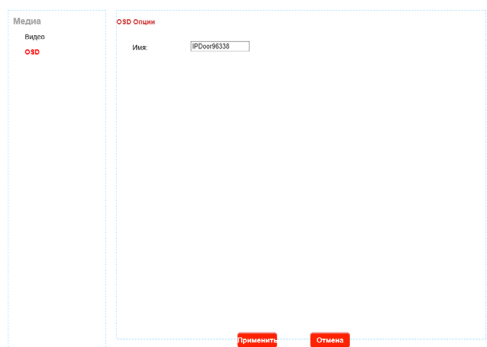 Медиа
Видео
OSD
OSD Опции
Имя: IPDoor96338
Применить Отмена